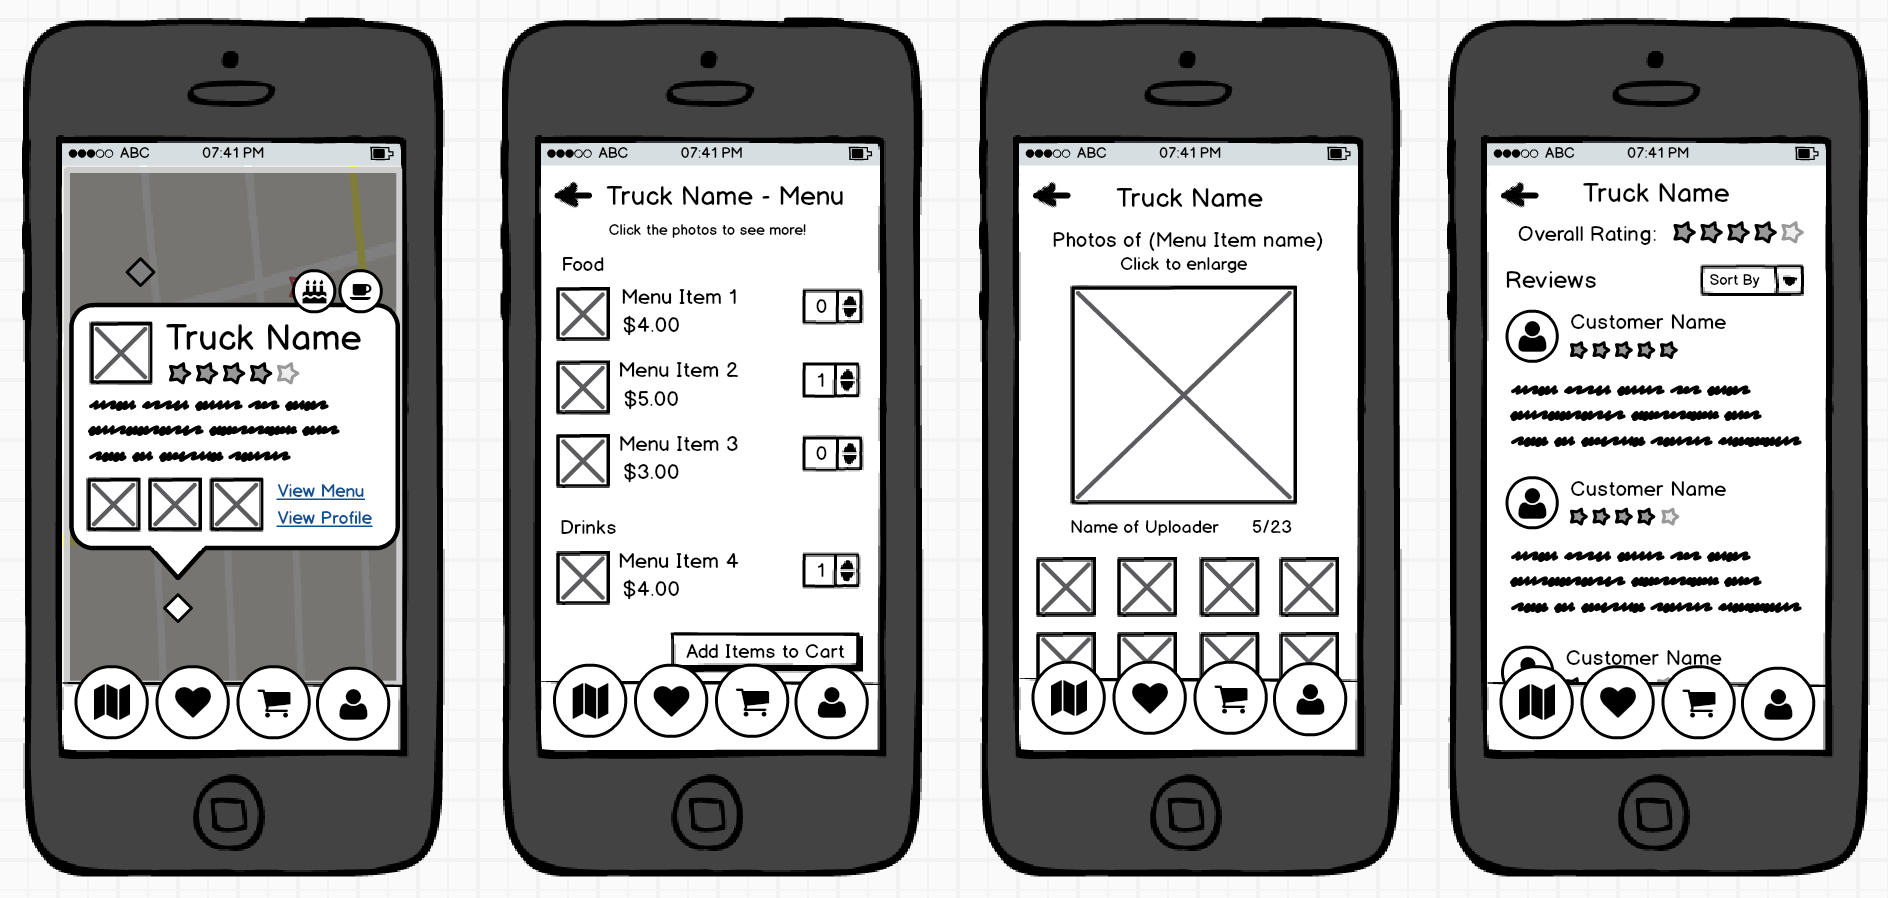 ABC 07:41 PM
Truck Name
View Menu
View Profile
ABC 07:41 PM
Truck Name - Menu
Click the photos to see more!
Food
Menu Item 1
$4.00
0
Menu Item 2
$5.00
1
Menu Item 3
$3.00
0
Drinks
Menu Item 4
$4.00
1
Add Items to Cart
ABC 07:41 PM
Truck Name
Photos of (Menu Item name)
Click to enlarge
Name of Uploader 5/23
ABC 07:41 PM
Truck Name
Overall Rating:
Reviews Sort By
Customer Name
Customer Name
Customer Name